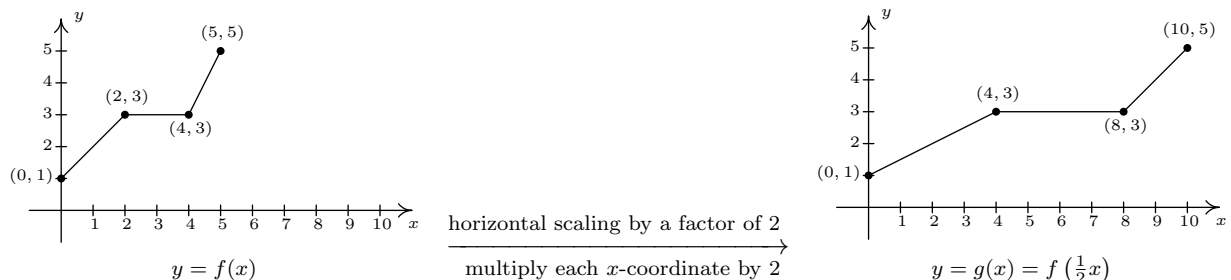 y
(5, 5)
5
4
(2, 3)
3
(4, 3)
2
(0, 1)
1 2 3 4 5 6 7 8 9 10 x
y = f(x)
horizontal scaling by a factor of 2
multiply each x-coordinate by 2
y
(10, 5)
5
4
(4, 3)
3
(8, 3)
2
(0, 1)
1 2 3 4 5 6 7 8 9 10 x
y = g(x) = f(½x)